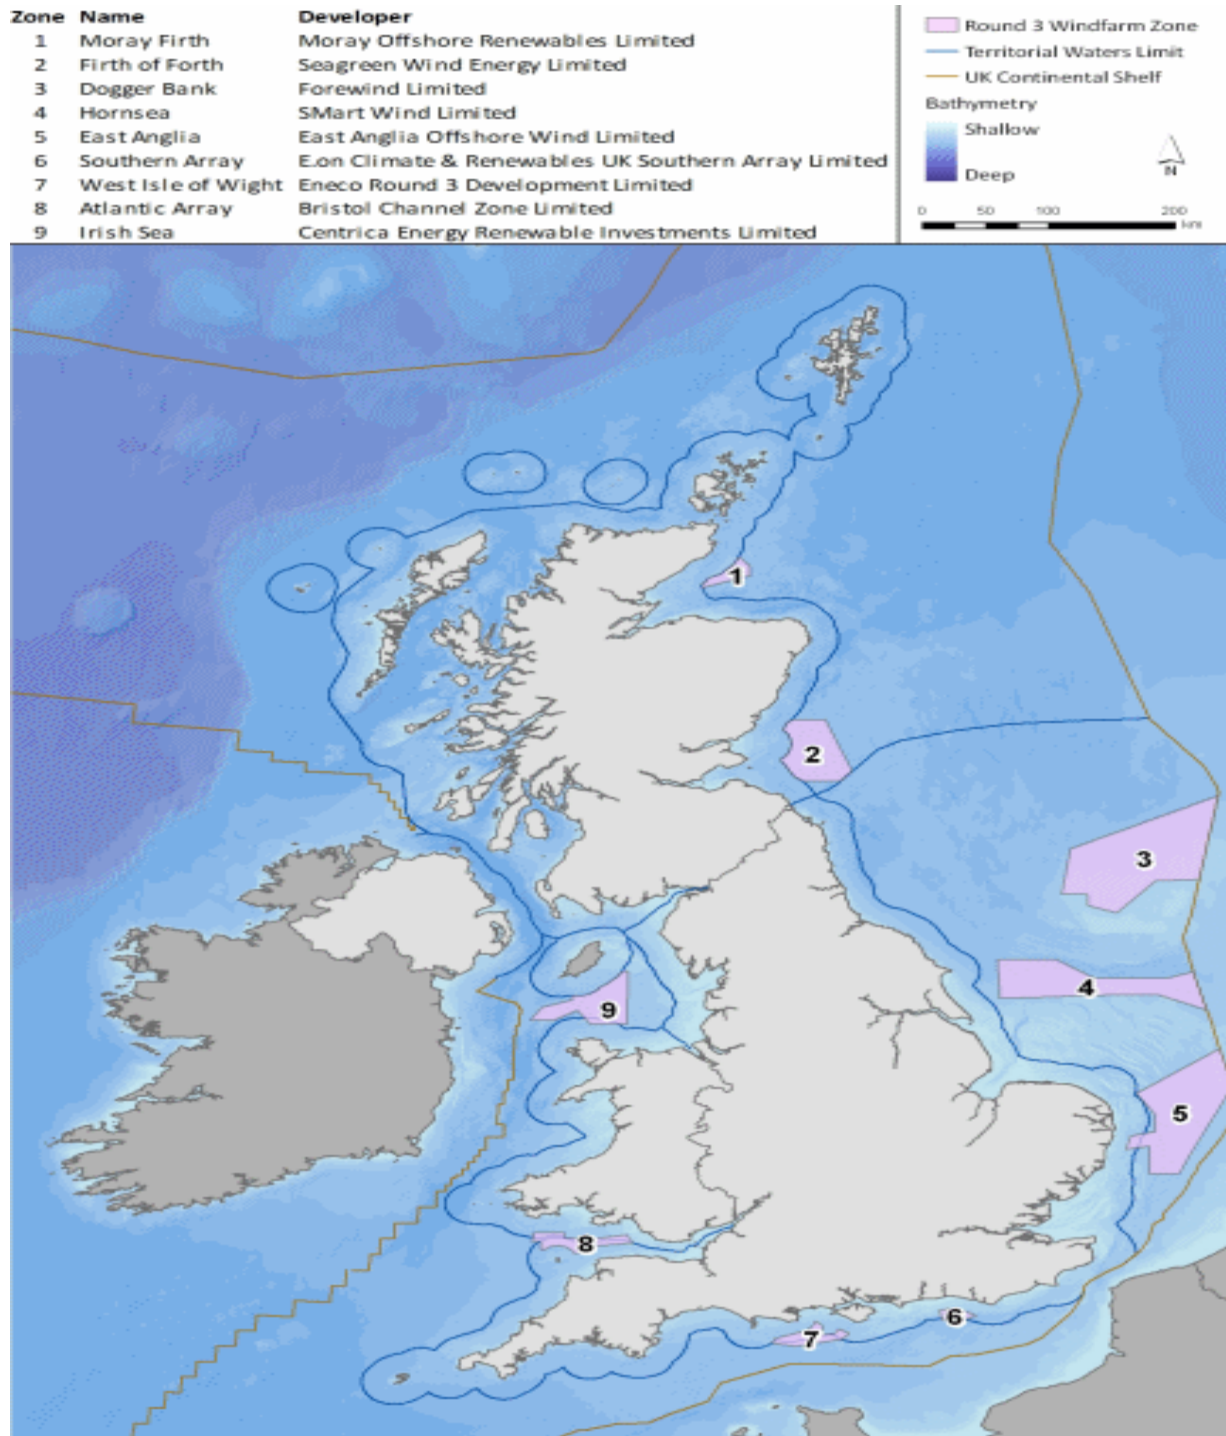 Zone Name Developer
1 Moray Firth Moray Offshore Renewables Limited
2 Firth of Forth Seagreen Wind Energy Limited
3 Dogger Bank Forewind Limited
4 Hornsea SMart Wind Limited
5 East Anglia East Anglia Offshore Wind Limited
6 Southern Array E.on Climate & Renewables UK Southern Array Limited
7 West Isle of Wight Eneco Round 3 Development Limited
8 Atlantic Array Bristol Channel Zone Limited
9 Irish Sea Centrica Energy Renewable Investments Limited
Round 3 Windfarm Zone
Territorial Waters Limit
UK Continental Shelf
Bathymetry
Shallow
Deep
N
0 50 100 200
km
1
2
3
4
9
5
8
6
7